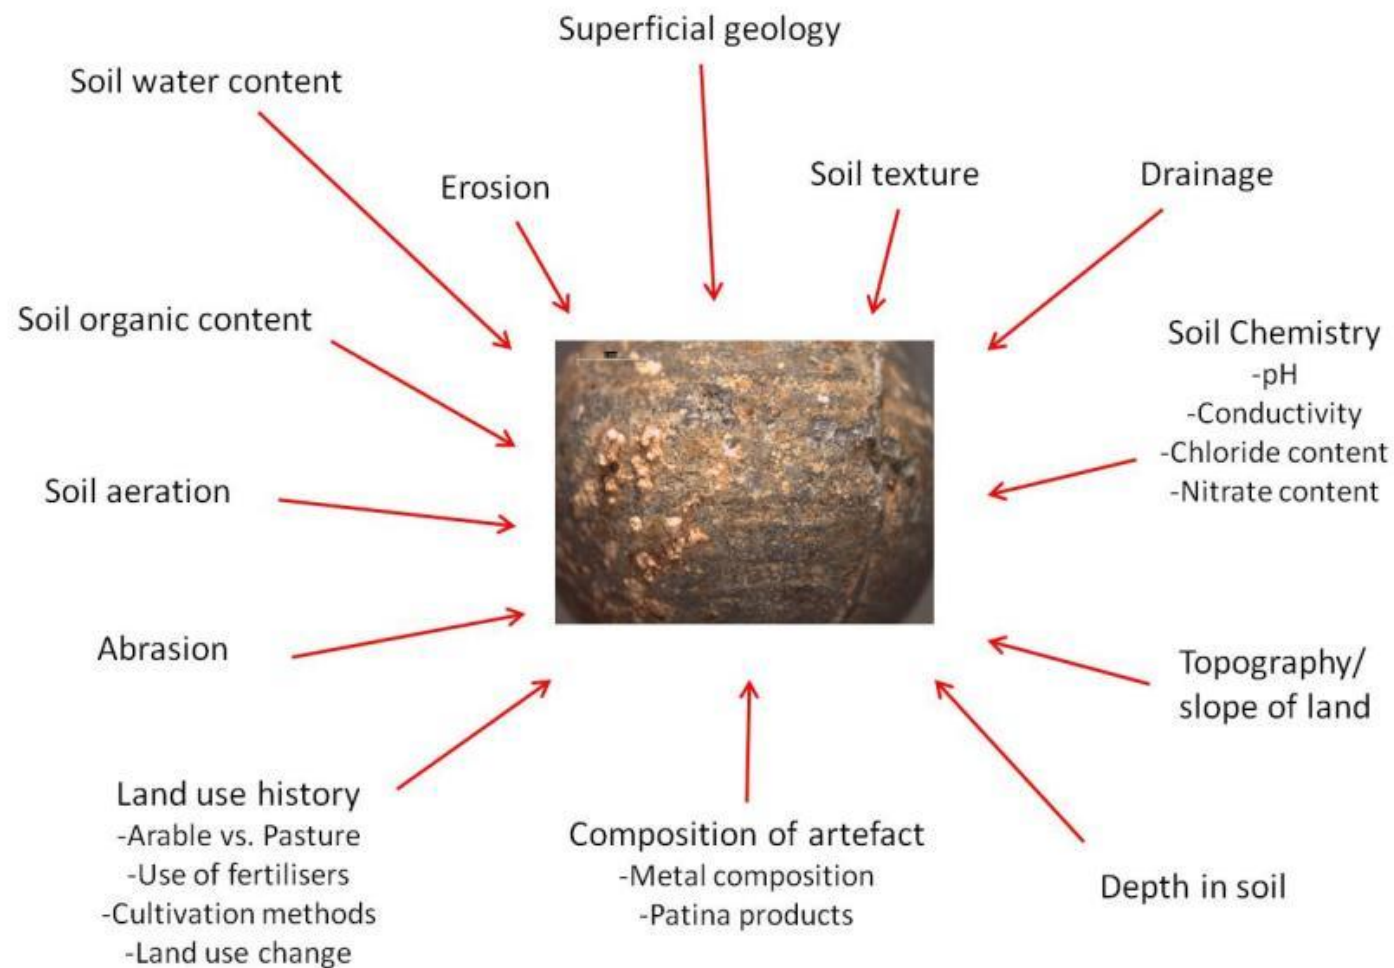 Superficial geology
Soil water content
Erosion
Soil texture
Drainage
Soil organic content
Soil Chemistry
-pH
-Conductivity
-Chloride content
-Nitrate content
Soil aeration
Abrasion
Topography/
slope of land
Land use history
-Arable vs. Pasture
-Use of fertilisers
-Cultivation methods
-Land use change
Composition of artefact
-Metal composition
-Patina products
Depth in soil